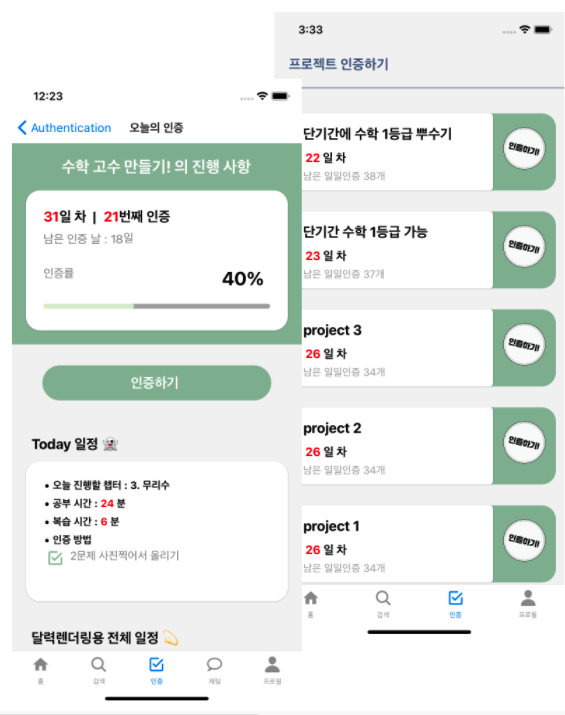 12:23
Authentication 오늘의 인증
수학 고수 만들기! 의 진행 사항
31일 차 | 21번째 인증
남은 인증 날 : 18일
인증률
40%
인증하기
Today 일정
• 오늘 진행할 챕터 : 3. 무리수
• 공부 시간 : 24 분
• 복습 시간 : 6 분
• 인증 방법
2문제 사진찍어서 올리기
달력렌더링용 전체 일정
홈 검색 인증 채팅 프로필
3:33
프로젝트 인증하기
단기간에 수학 1등급 뿌수기
22 일 차
남은 일일인증 38개
인증하기!
단기간 수학 1등급 가능
23 일 차
남은 일일인증 37개
인증하기!
project 3
26 일 차
남은 일일인증 34개
인증하기!
project 2
26 일 차
남은 일일인증 34개
인증하기!
project 1
26 일 차
남은 일일인증 34개
인증하기!
홈 검색 인증 프로필